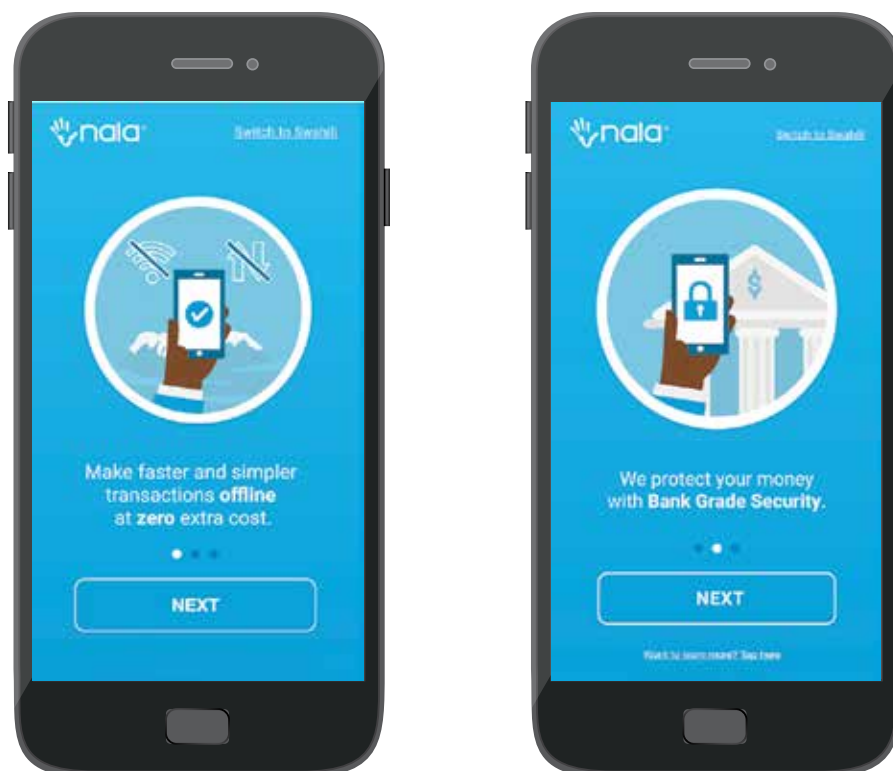 nala
Switch to Swahili
Make faster and simpler
transactions offline
at zero extra cost.
NEXT
nala
Switch to Swahili
$
We protect your money
with Bank Grade Security.
NEXT
Want to learn more? Tap here